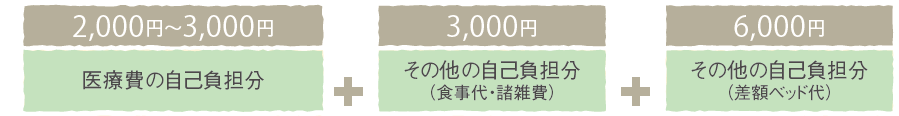 2,000円～3,000円
医療費の自己負担分
+
3,000円
その他の自己負担分
（食事代・諸雑費）
+
6,000円
その他の自己負担分
（差額ベッド代）